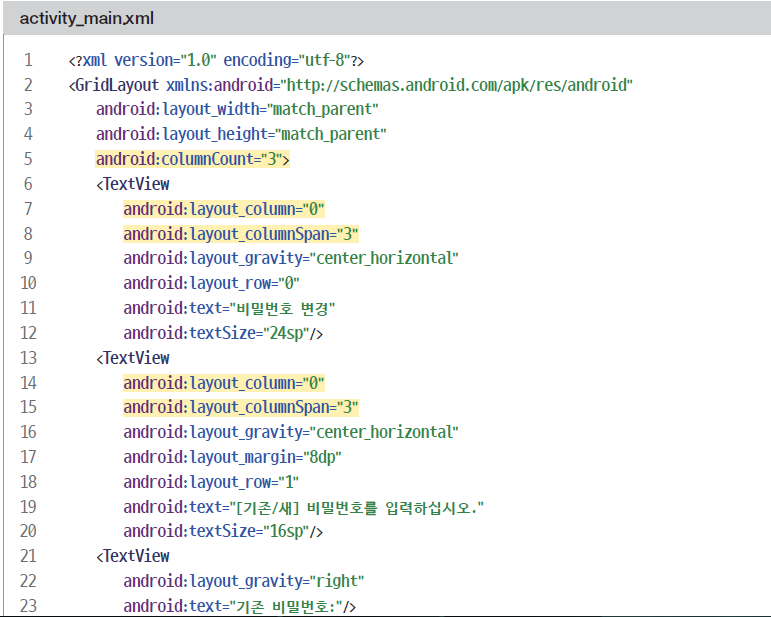 activity_main.xml
1 <?xml version="1.0" encoding="utf-8"?>
2 <GridLayout xmlns:android="http://schemas.android.com/apk/res/android"
3 android:layout_width="match_parent"
4 android:layout_height="match_parent"
5 android:columnCount="3">
6 <TextView
7 android:layout_column="0"
8 android:layout_columnSpan="3"
9 android:layout_gravity="center_horizontal"
10 android:layout_row="0"
11 android:text="비밀번호 변경"
12 android:textSize="24sp"/>
13 <TextView
14 android:layout_column="0"
15 android:layout_columnSpan="3"
16 android:layout_gravity="center_horizontal"
17 android:layout_margin="8dp"
18 android:layout_row="1"
19 android:text="[기존/새] 비밀번호를 입력하십시오."
20 android:textSize="16sp"/>
21 <TextView
22 android:layout_gravity="right"
23 android:text="기존 비밀번호:"/>